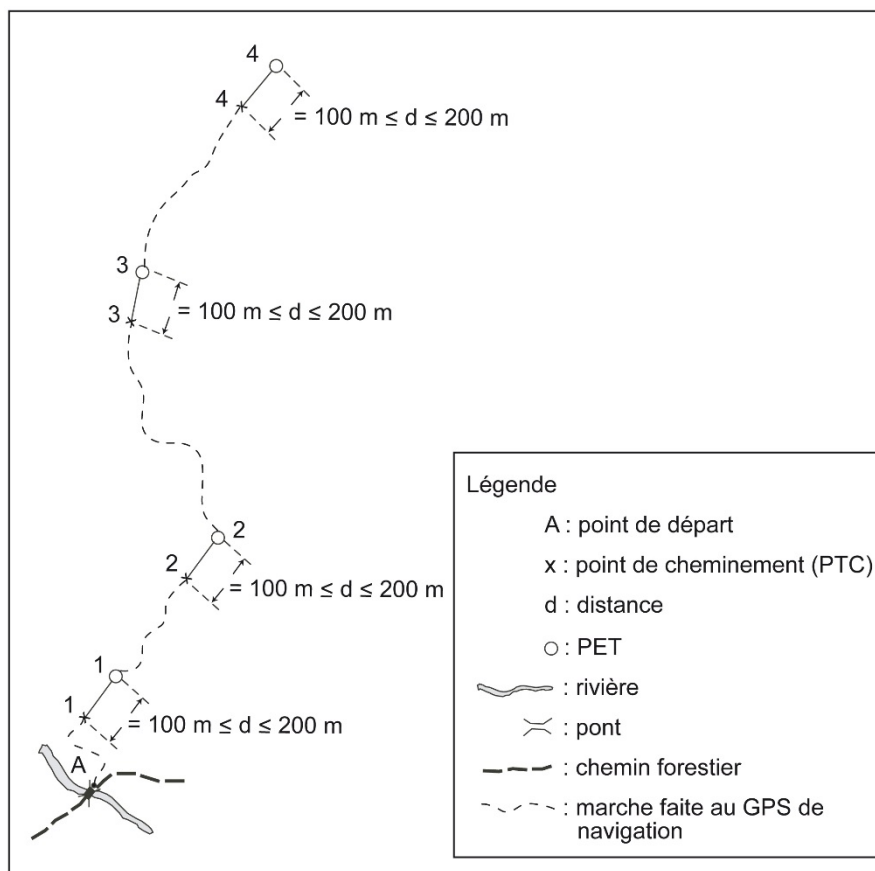 4
4
= 100 m ≤ d ≤ 200 m
3
3
= 100 m ≤ d ≤ 200 m
2
2
= 100 m ≤ d ≤ 200 m
1
1
= 100 m ≤ d ≤ 200 m
A
Légende
A : point de départ
x : point de cheminement (PTC)
d : distance
: PET
: rivière
: pont
: chemin forestier
: marche faite au GPS de
navigation